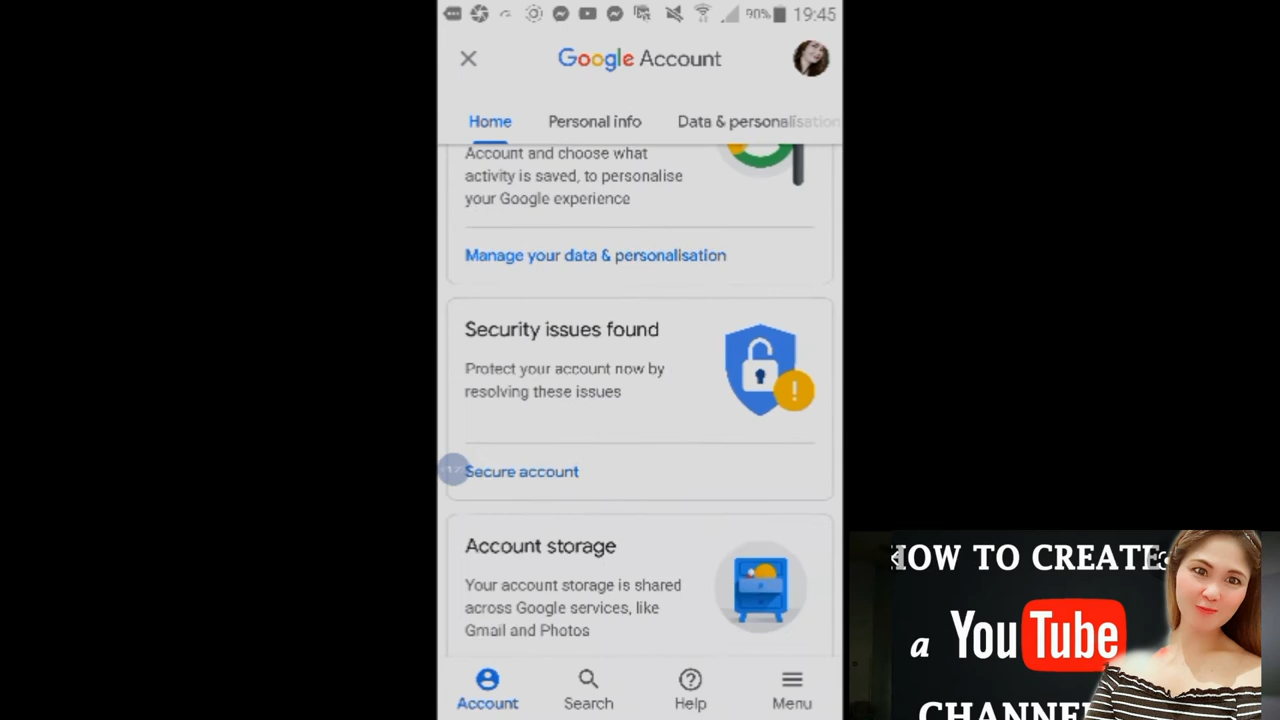 90% 19:45
Google Account
Home Personal info Data & personalisation
Account and choose what
activity is saved, to personalise
your Google experience
Manage your data & personalisation
Security issues found
Protect your account now by
resolving these issues
Secure account
Account storage
Your account storage is shared
across Google services, like
Gmail and Photos
Account Search Help Menu
HOW TO CREATE
a YouTube
CHANNEL